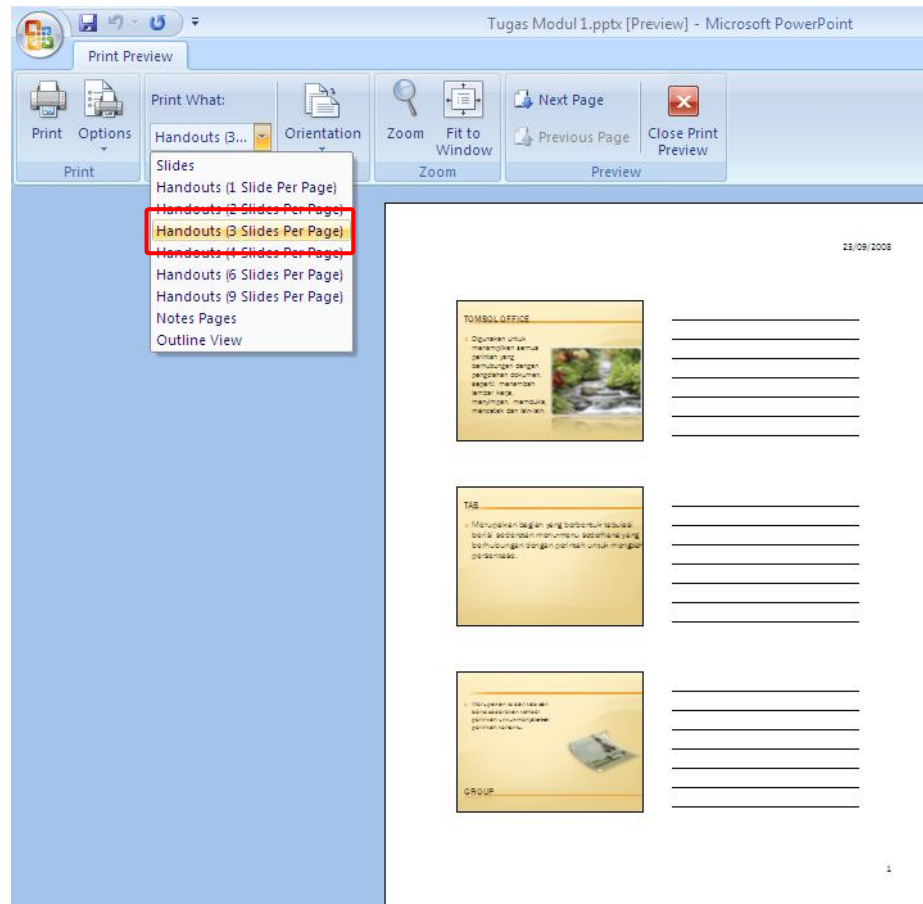 Tugas Modul 1.pptx [Preview] - Microsoft PowerPoint
Print Preview
Print What:
Handouts (3...
Print
Options
Orientation
Zoom
Fit to
Window
Next Page
Previous Page
Close Print
Preview
Print
Zoom
Preview
Slides
Handouts (1 Slide Per Page)
Handouts (2 Slides Per Page)
Handouts (3 Slides Per Page)
Handouts (4 Slides Per Page)
Handouts (6 Slides Per Page)
Handouts (9 Slides Per Page)
Notes Pages
Outline View
23/09/2008
TOMBOL OFFICE
Digunakan untuk
menampilkan semua
perintah yang
berhubungan dengan
pengolahan dokumen,
seperti menambah
lembar kerja,
menyimpan, membuka,
mencetak dan lain-lain.
TAB
Merupakan bagian yang berbentuk tabulasi
berisi sederetan menu-menu sederhana yang
berhubungan dengan perintah untuk mengolah
Merupakan
perintah
GROUP
1